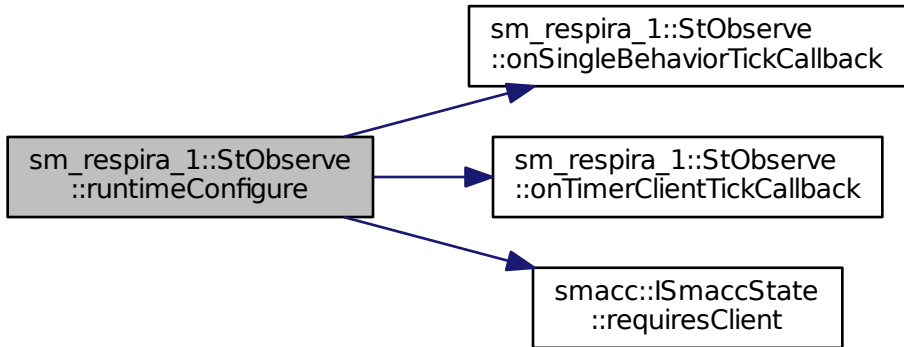 sm_respira_1::StObserve
::runtimeConfigure
sm_respira_1::StObserve
::onSingleBehaviorTickCallback
sm_respira_1::StObserve
::onTimerClientTickCallback
smacc::ISmaccState
::requiresClient